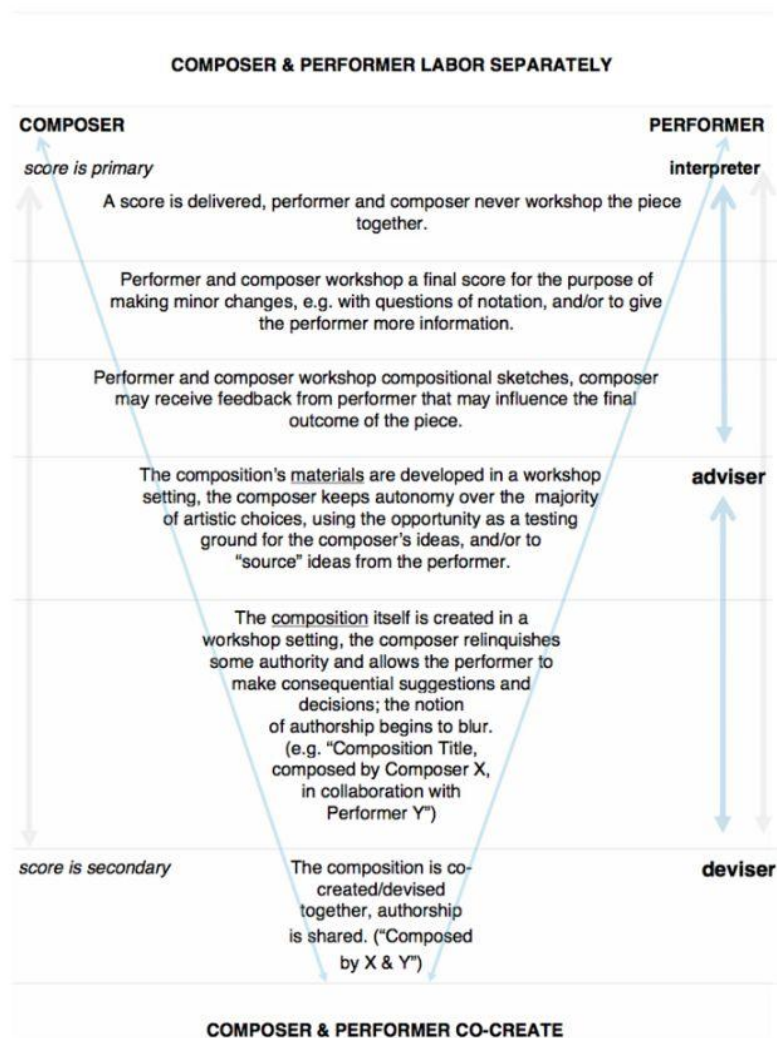 COMPOSER & PERFORMER LABOR SEPARATELY
COMPOSER
PERFORMER
score is primary
interpreter
A score is delivered, performer and composer never workshop the piece
together.
Performer and composer workshop a final score for the purpose of
making minor changes, e.g. with questions of notation, and/or to give
the performer more information.
Performer and composer workshop compositional sketches, composer
may receive feedback from performer that may influence the final
outcome of the piece.
The composition's materials are developed in a workshop
setting, the composer keeps autonomy over the majority
of artistic choices, using the opportunity as a testing
ground for the composer's ideas, and/or to
"source" ideas from the performer.
adviser
The composition itself is created in a
workshop setting, the composer relinquishes
some authority and allows the performer to
make consequential suggestions and
decisions; the notion
of authorship begins to blur.
(e.g. "Composition Title,
composed by Composer X,
in collaboration with
Performer Y")
score is secondary
The composition is co-
created/devised
together, authorship
is shared. ("Composed
by X & Y")
deviser
COMPOSER & PERFORMER CO-CREATE